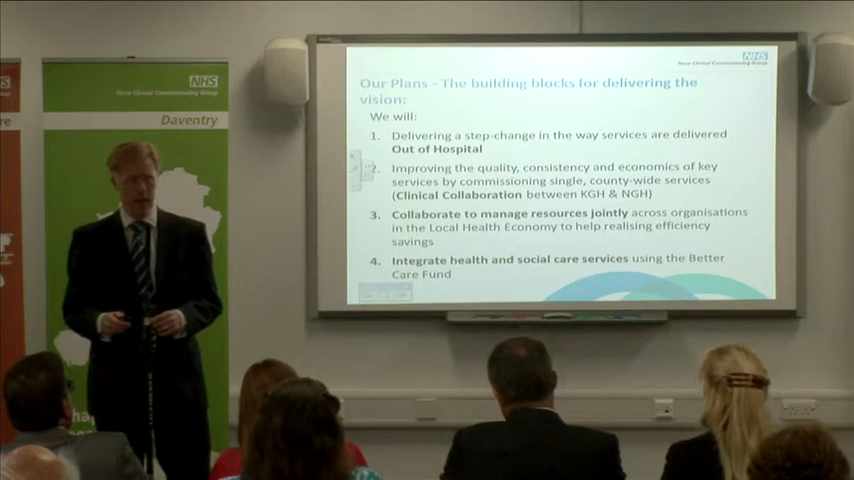 NHS
Nene Clinical Commissioning Group
Daventry
NHS
Nene Clinical Commissioning Group
Our Plans - The building blocks for delivering the
vision:
We will:
1. Delivering a step-change in the way services are delivered
Out of Hospital
2. Improving the quality, consistency and economics of key
services by commissioning single, county-wide services
(Clinical Collaboration between KGH & NGH)
3. Collaborate to manage resources jointly across organisations
in the Local Health Economy to help realising efficiency
savings
4. Integrate health and social care services using the Better
Care Fund